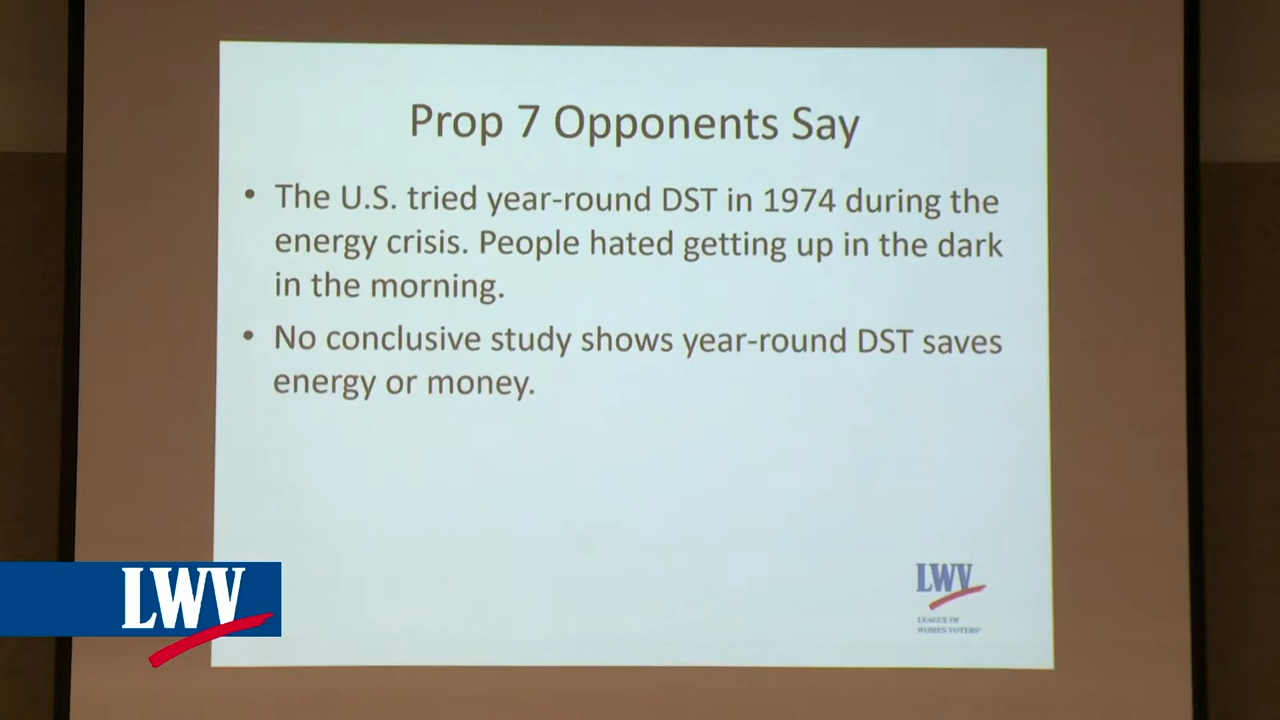 Prop 7 Opponents Say
• The U.S. tried year-round DST in 1974 during the
energy crisis. People hated getting up in the dark
in the morning.
• No conclusive study shows year-round DST saves
energy or money.
LWV
LEAGUE OF
WOMEN VOTERS®
LWV